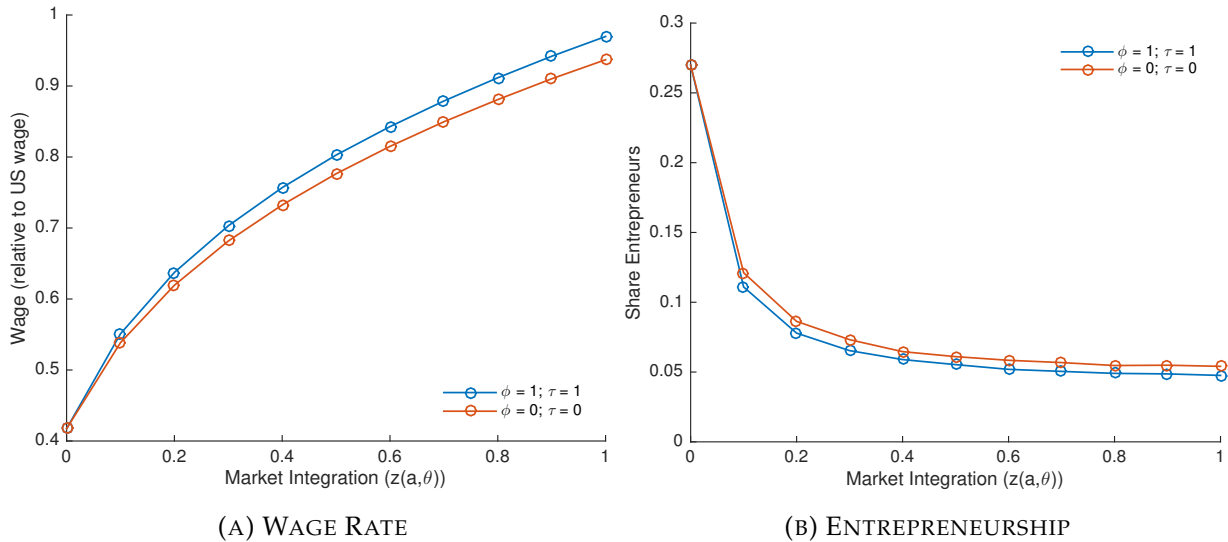 1
0.9
0.8
0.7
0.6
0.5
0.4
Wage (relative to US wage)
0
0.2
0.4
0.6
0.8
1
Market Integration (z(a,θ))
ϕ = 1; τ = 1
ϕ = 0; τ = 0
(A) WAGE RATE
0.3
0.25
0.2
0.15
0.1
0.05
0
Share Entrepreneurs
0
0.2
0.4
0.6
0.8
1
Market Integration (z(a,θ))
ϕ = 1; τ = 1
ϕ = 0; τ = 0
(B) ENTREPRENEURSHIP